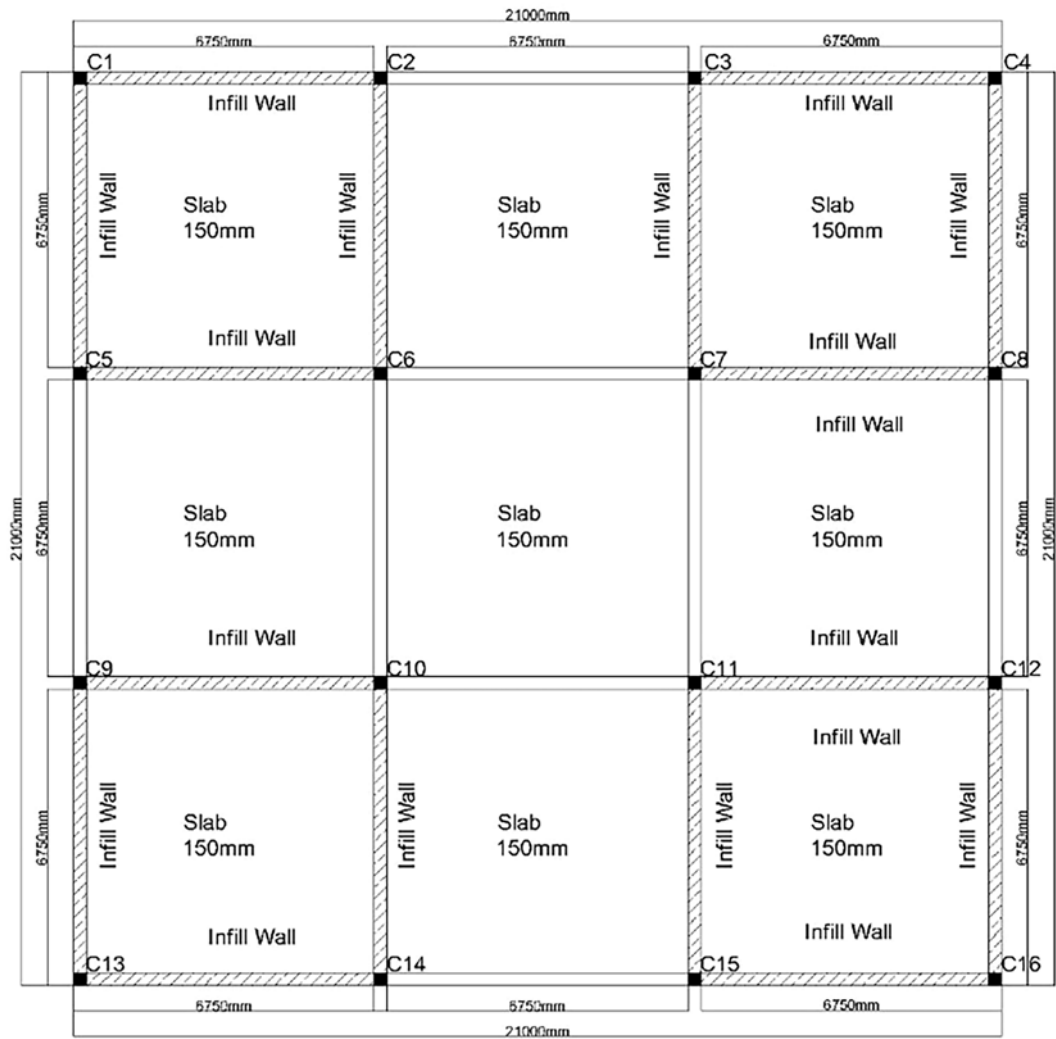 21000mm
6750mm 6750mm 6750mm
C1 C2 C3 C4
Infill Wall Infill Wall
Infill Wall Infill Wall Infill Wall Infill Wall
Slab Slab Slab
150mm 150mm 150mm
6750mm 6750mm
Infill Wall Infill Wall
C5 C6 C7 C8
Infill Wall
Slab Slab Slab
150mm 150mm 150mm
21000mm 6750mm 6750mm 21000mm
Infill Wall Infill Wall
C9 C10 C11 C12
Infill Wall
Infill Wall Infill Wall Infill Wall Infill Wall
Slab Slab Slab
150mm 150mm 150mm
6750mm 6750mm
Infill Wall Infill Wall
C13 C14 C15 C16
6750mm 6750mm 6750mm
21000mm